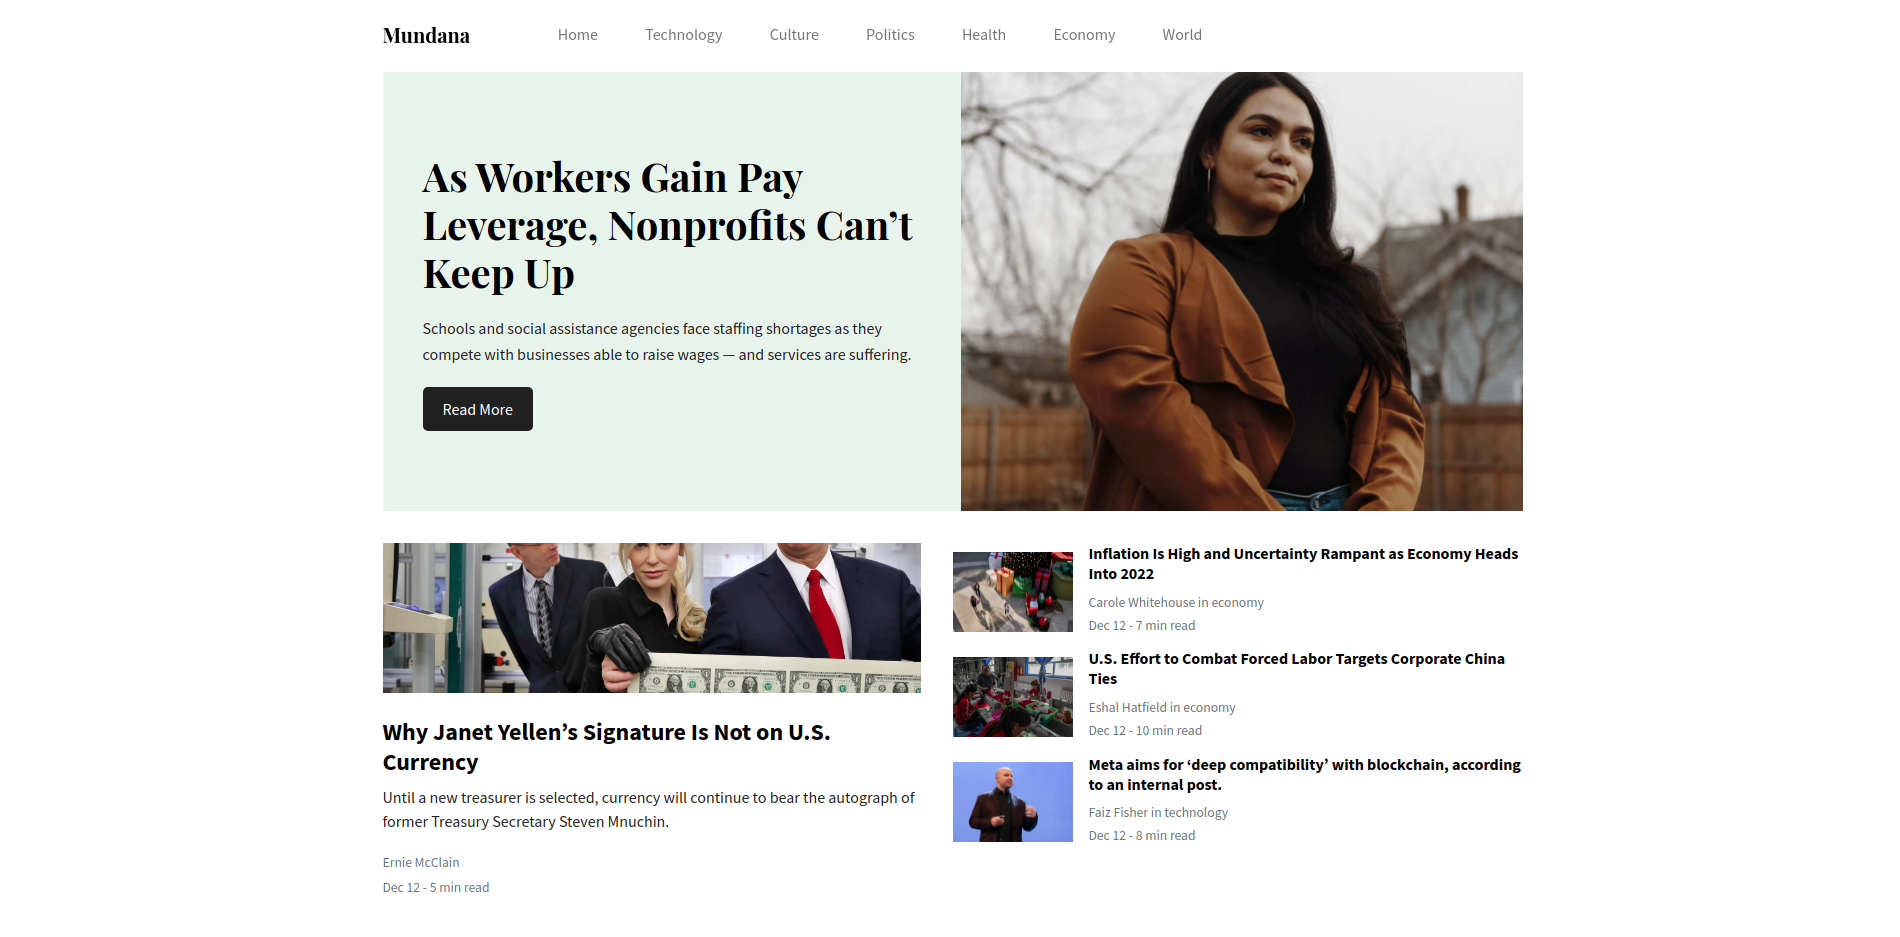 Mundana
Home Technology Culture Politics Health Economy World
As Workers Gain Pay
Leverage, Nonprofits Can’t
Keep Up
Schools and social assistance agencies face staffing shortages as they
compete with businesses able to raise wages — and services are suffering.
Read More
Why Janet Yellen’s Signature Is Not on U.S.
Currency
Until a new treasurer is selected, currency will continue to bear the autograph of
former Treasury Secretary Steven Mnuchin.
Ernie McClain
Dec 12 - 5 min read
Inflation Is High and Uncertainty Rampant as Economy Heads
Into 2022
Carole Whitehouse in economy
Dec 12 - 7 min read
U.S. Effort to Combat Forced Labor Targets Corporate China
Ties
Eshal Hatfield in economy
Dec 12 - 10 min read
Meta aims for ‘deep compatibility’ with blockchain, according
to an internal post.
Faiz Fisher in technology
Dec 12 - 8 min read